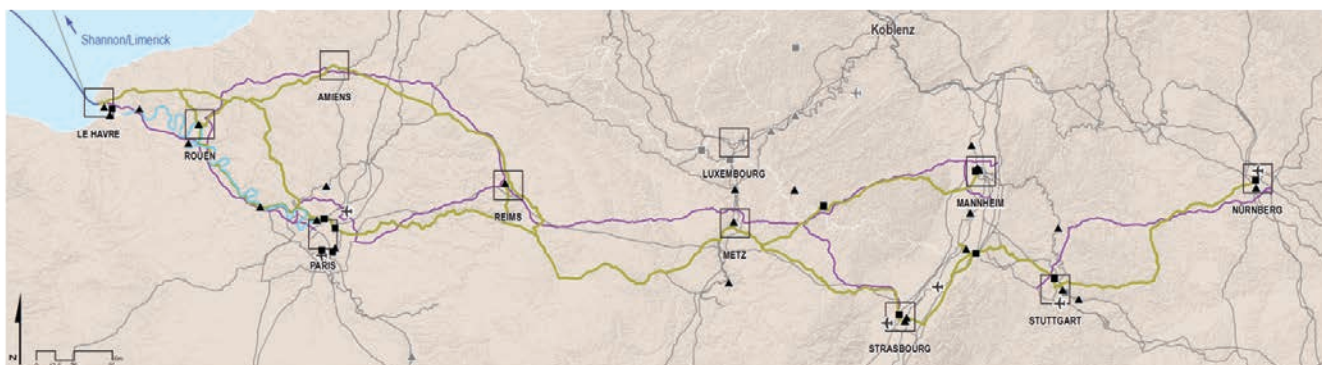 Shannon/Limerick
Koblenz
AMIENS
LE HAVRE
ROUEN
LUXEMBOURG
REIMS
MANNHEIM
NÜRNBERG
METZ
PARIS
STUTTGART
STRASBOURG
N